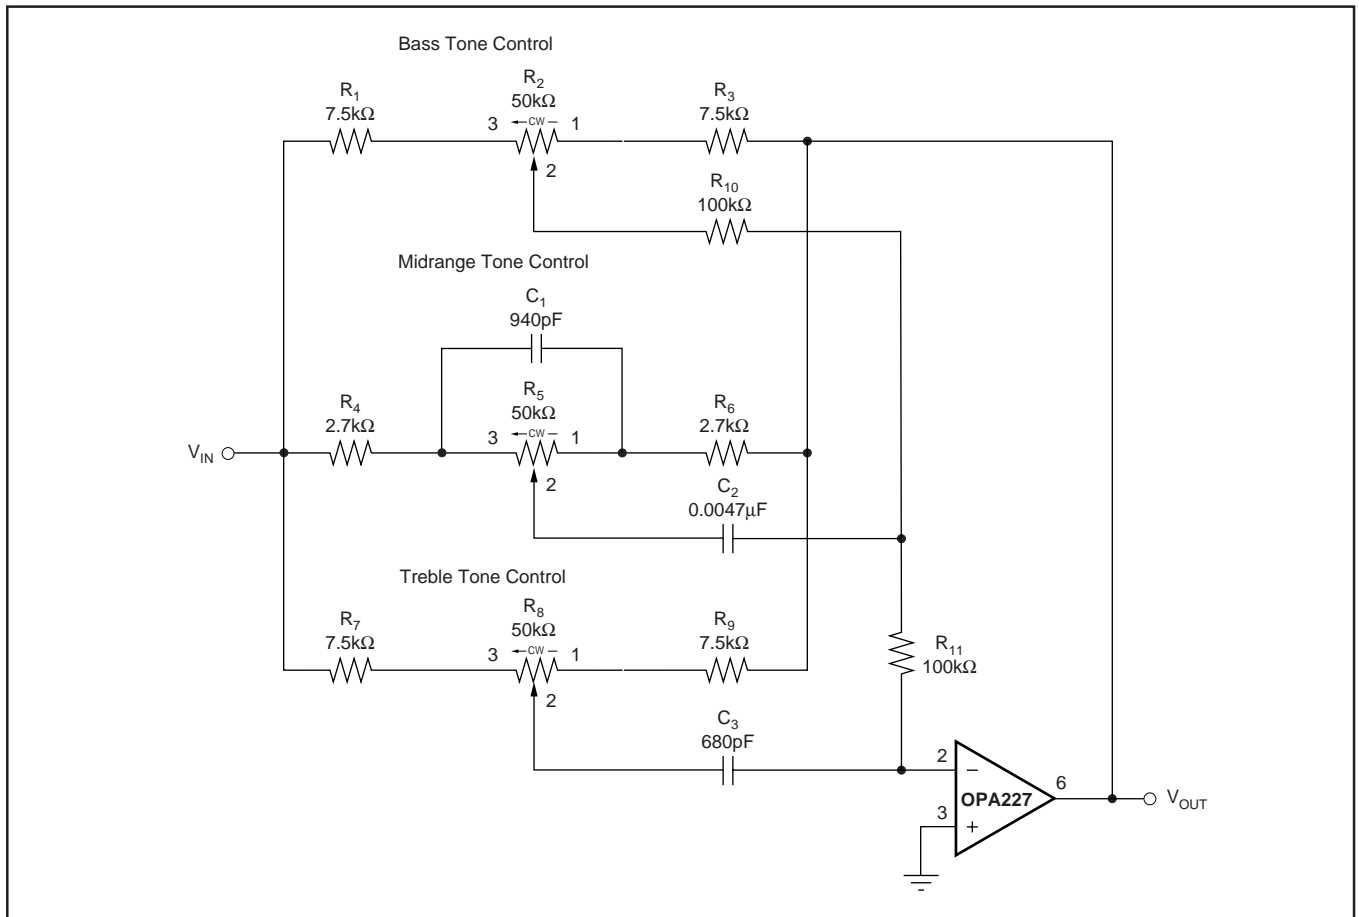 Bass Tone Control
R1
7.5kΩ
R2
50kΩ
3 CW 1
2
R3
7.5kΩ
R10
100kΩ
Midrange Tone Control
C1
940pF
R4
2.7kΩ
R5
50kΩ
3 CW 1
2
R6
2.7kΩ
VIN
C2
0.0047μF
Treble Tone Control
R7
7.5kΩ
R8
50kΩ
3 CW 1
2
R9
7.5kΩ
R11
100kΩ
C3
680pF
2
–
OPA227
3
+
6
VOUT